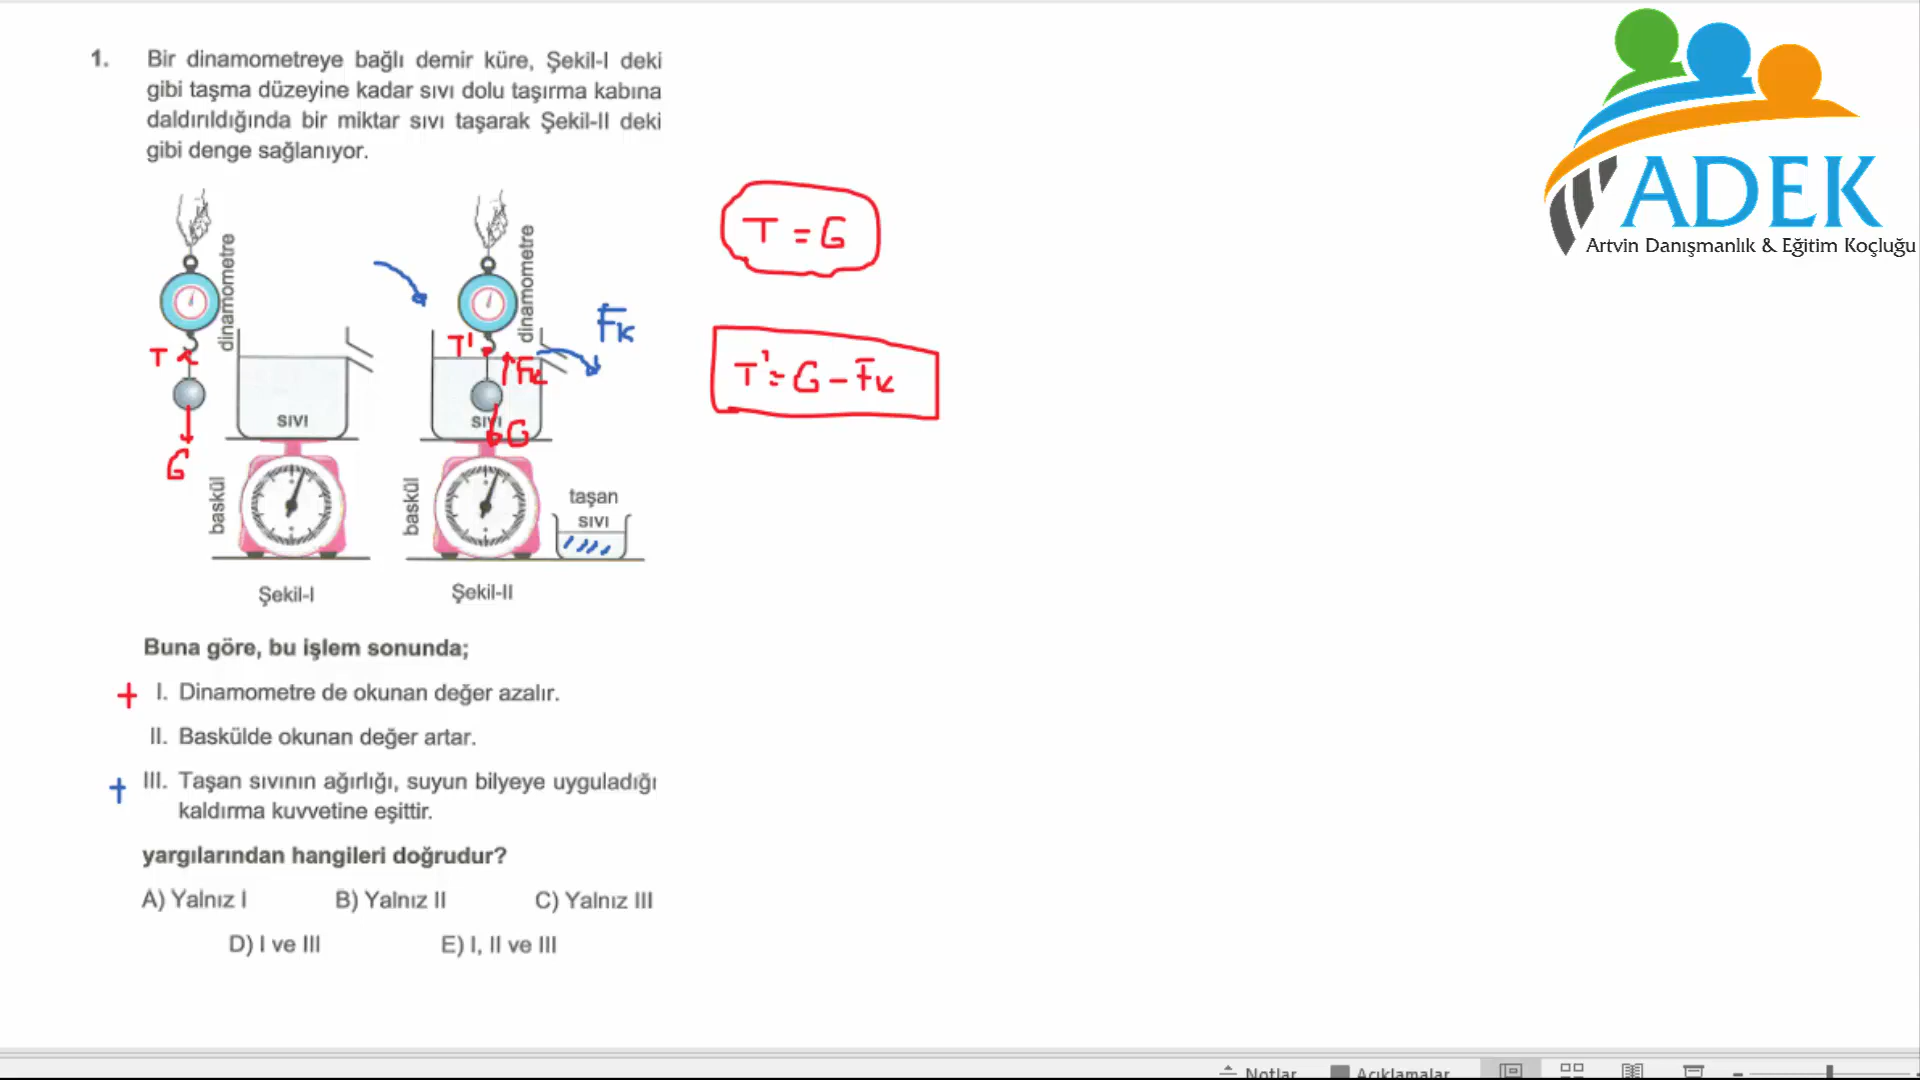 1. Bir dinamometreye bağlı demir küre, Şekil-I deki
gibi taşma düzeyine kadar sıvı dolu taşırma kabına
daldırıldığında bir miktar sıvı taşarak Şekil-II deki
gibi denge sağlanıyor.
dinamometre
dinamometre
T = G
T
T'
Fk
Fk
T' = G - Fk
SIVI
SIVI
G
G
baskül
baskül
taşan
SIVI
Şekil-I
Şekil-II
Buna göre, bu işlem sonunda;
+ I. Dinamometre de okunan değer azalır.
II. Baskülde okunan değer artar.
+ III. Taşan sıvının ağırlığı, suyun bilyeye uyguladığı
kaldırma kuvvetine eşittir.
yargılarından hangileri doğrudur?
A) Yalnız I B) Yalnız II C) Yalnız III
D) I ve III E) I, II ve III
ADEK
Artvin Danışmanlık & Eğitim Koçluğu
Notlar Açıklamalar